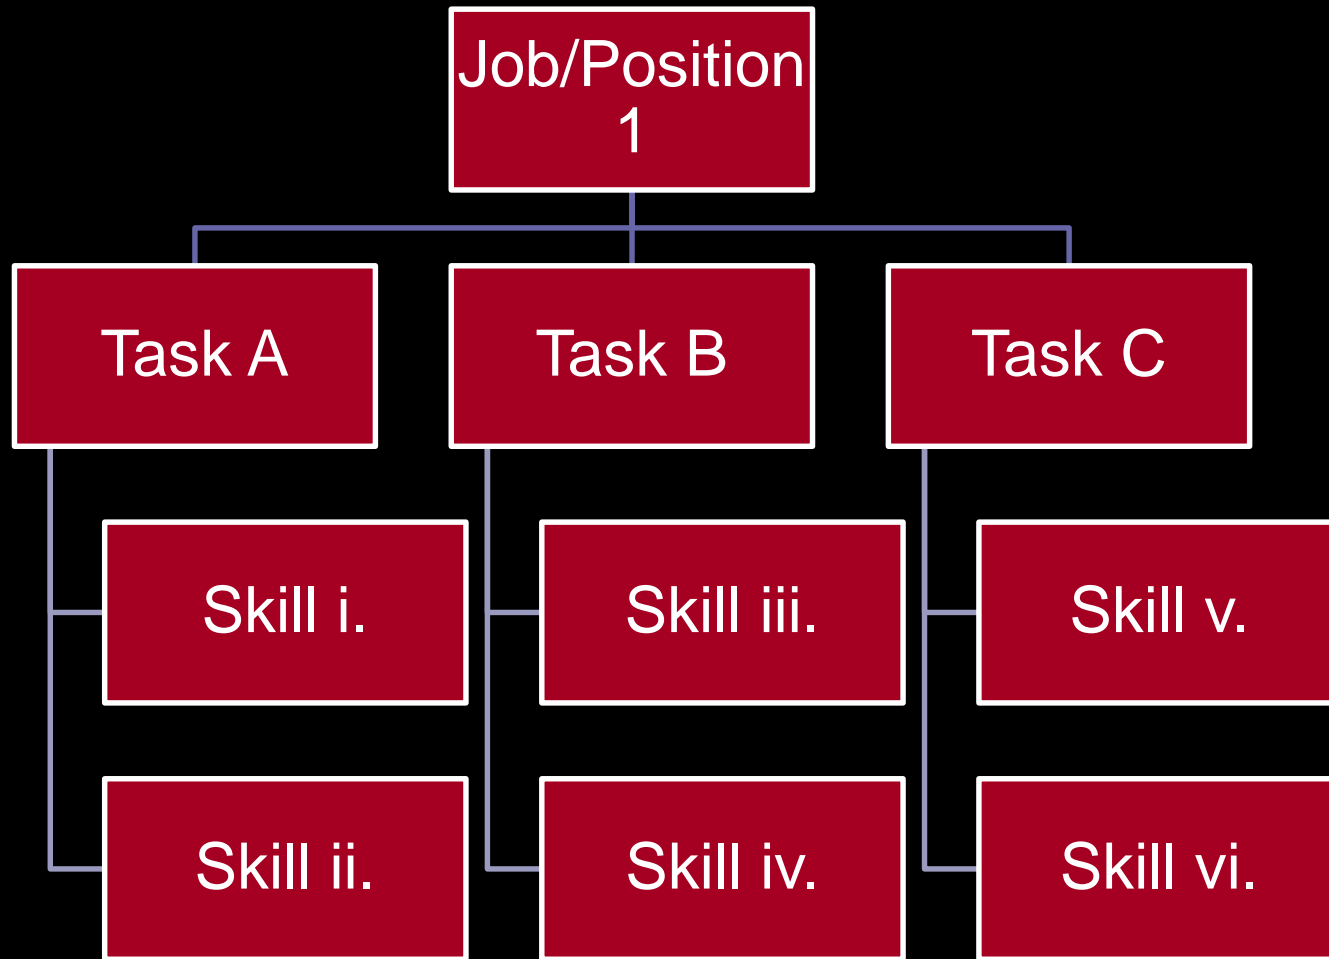 Job/Position
1
Task A
Task B
Task C
Skill i.
Skill iii.
Skill v.
Skill ii.
Skill iv.
Skill vi.